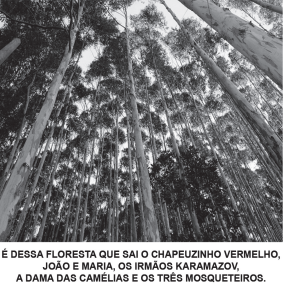 É DESSA FLORESTA QUE SAI O CHAPEUZINHO VERMELHO,
JOÃO E MARIA, OS IRMÃOS KARAMAZOV,
A DAMA DAS CAMÉLIAS E OS TRÊS MOSQUETEIROS.